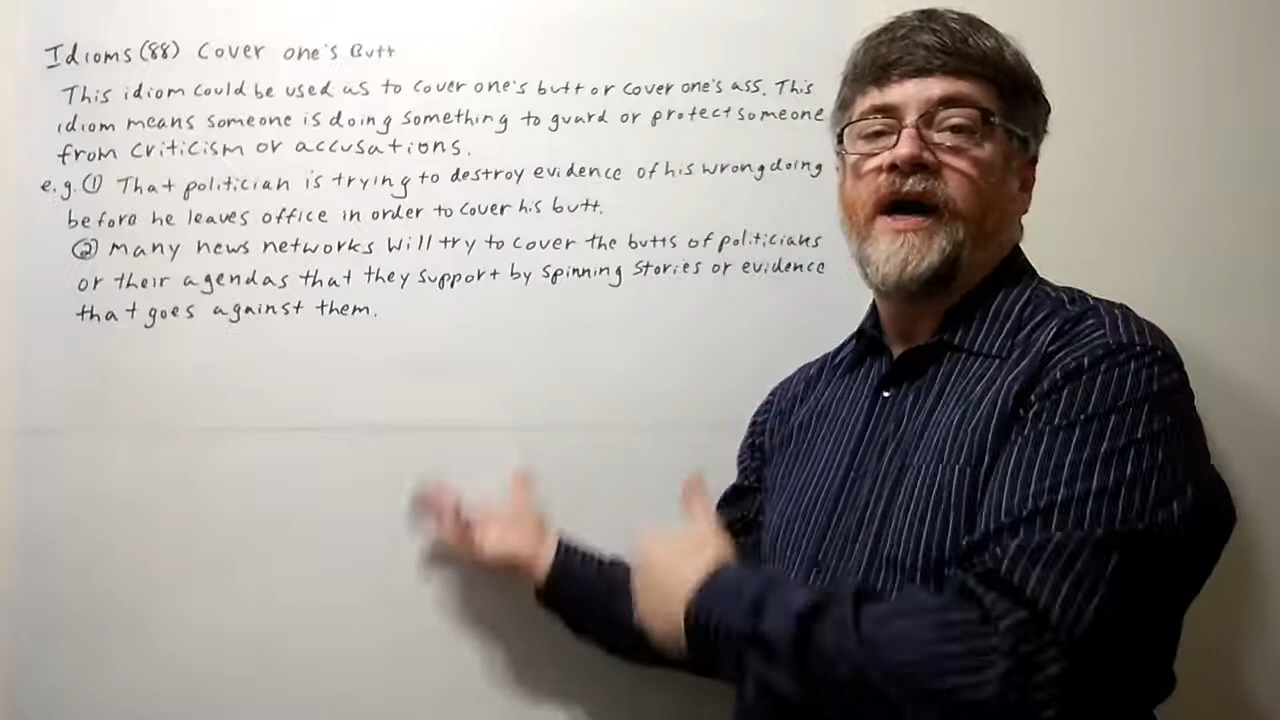 Idioms (88) Cover one's Butt
This idiom could be used as to cover one's butt or cover one's ass. This
idiom means someone is doing something to guard or protect someone
from criticism or accusations.
e.g. ① That politician is trying to destroy evidence of his wrongdoing
before he leaves office in order to cover his butt.
② Many news networks will try to cover the butts of politicians
or their agendas that they support by spinning stories or evidence
that goes against them.